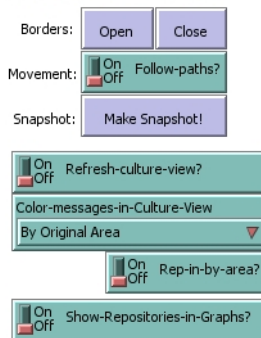 Borders: Open Close
Movement: On Off Follow-paths?
Snapshot: Make Snapshot!
On Off Refresh-culture-view?
Color-messages-in-Culture-View
By Original Area
On Off Rep-in-by-area?
On Off Show-Repositories-in-Graphs?